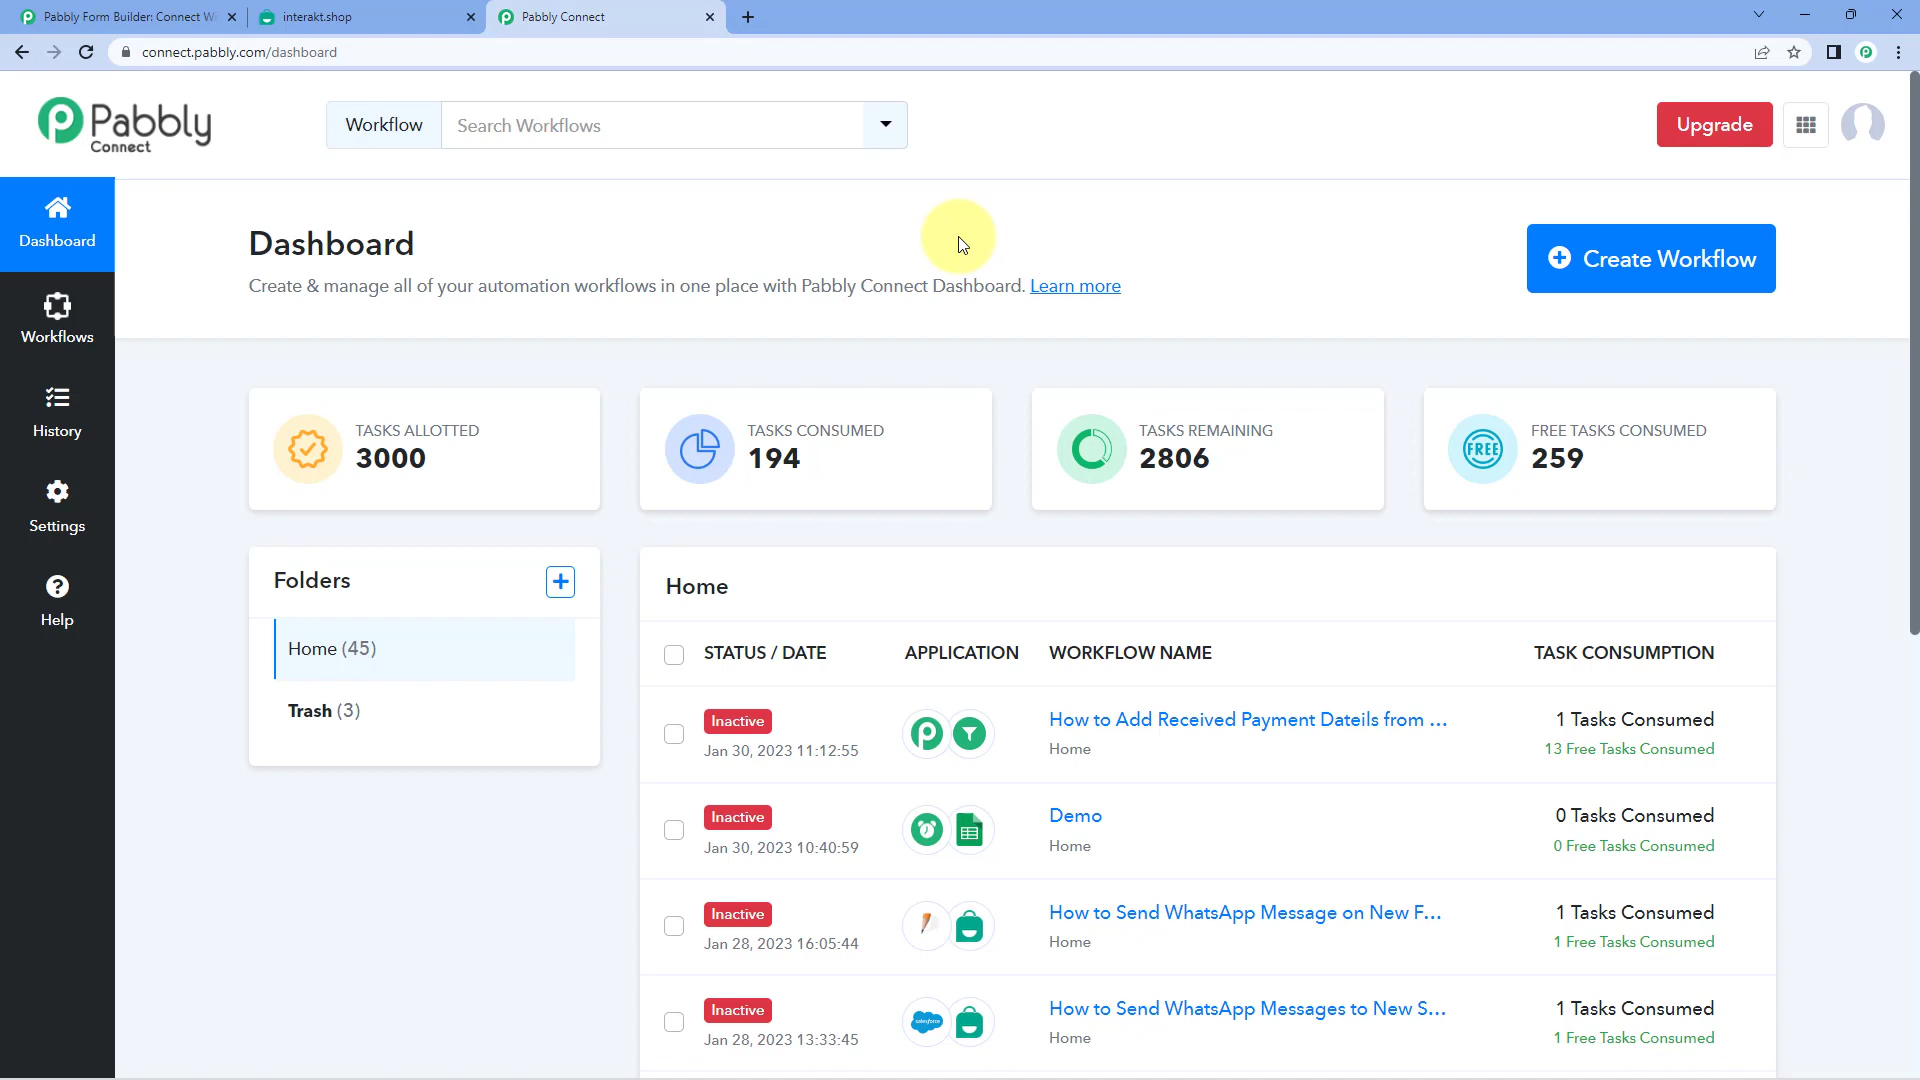 Pabbly Form Builder: Connect Wi
interakt.shop
Pabbly Connect
connect.pabbly.com/dashboard
Pabbly
Connect
Workflow
Search Workflows
Upgrade
Dashboard
Workflows
History
Settings
Help
Dashboard
Create & manage all of your automation workflows in one place with Pabbly Connect Dashboard. Learn more
Create Workflow
TASKS ALLOTTED
3000
TASKS CONSUMED
194
TASKS REMAINING
2806
FREE
FREE TASKS CONSUMED
259
Folders
Home (45)
Trash (3)
Home
STATUS / DATE APPLICATION WORKFLOW NAME TASK CONSUMPTION
Inactive
Jan 30, 2023 11:12:55
How to Add Received Payment Dateils from ...
Home
1 Tasks Consumed
13 Free Tasks Consumed
Inactive
Jan 30, 2023 10:40:59
Demo
Home
0 Tasks Consumed
0 Free Tasks Consumed
Inactive
Jan 28, 2023 16:05:44
How to Send WhatsApp Message on New F...
Home
1 Tasks Consumed
1 Free Tasks Consumed
Inactive
Jan 28, 2023 13:33:45
salesforce
How to Send WhatsApp Messages to New S...
Home
1 Tasks Consumed
1 Free Tasks Consumed